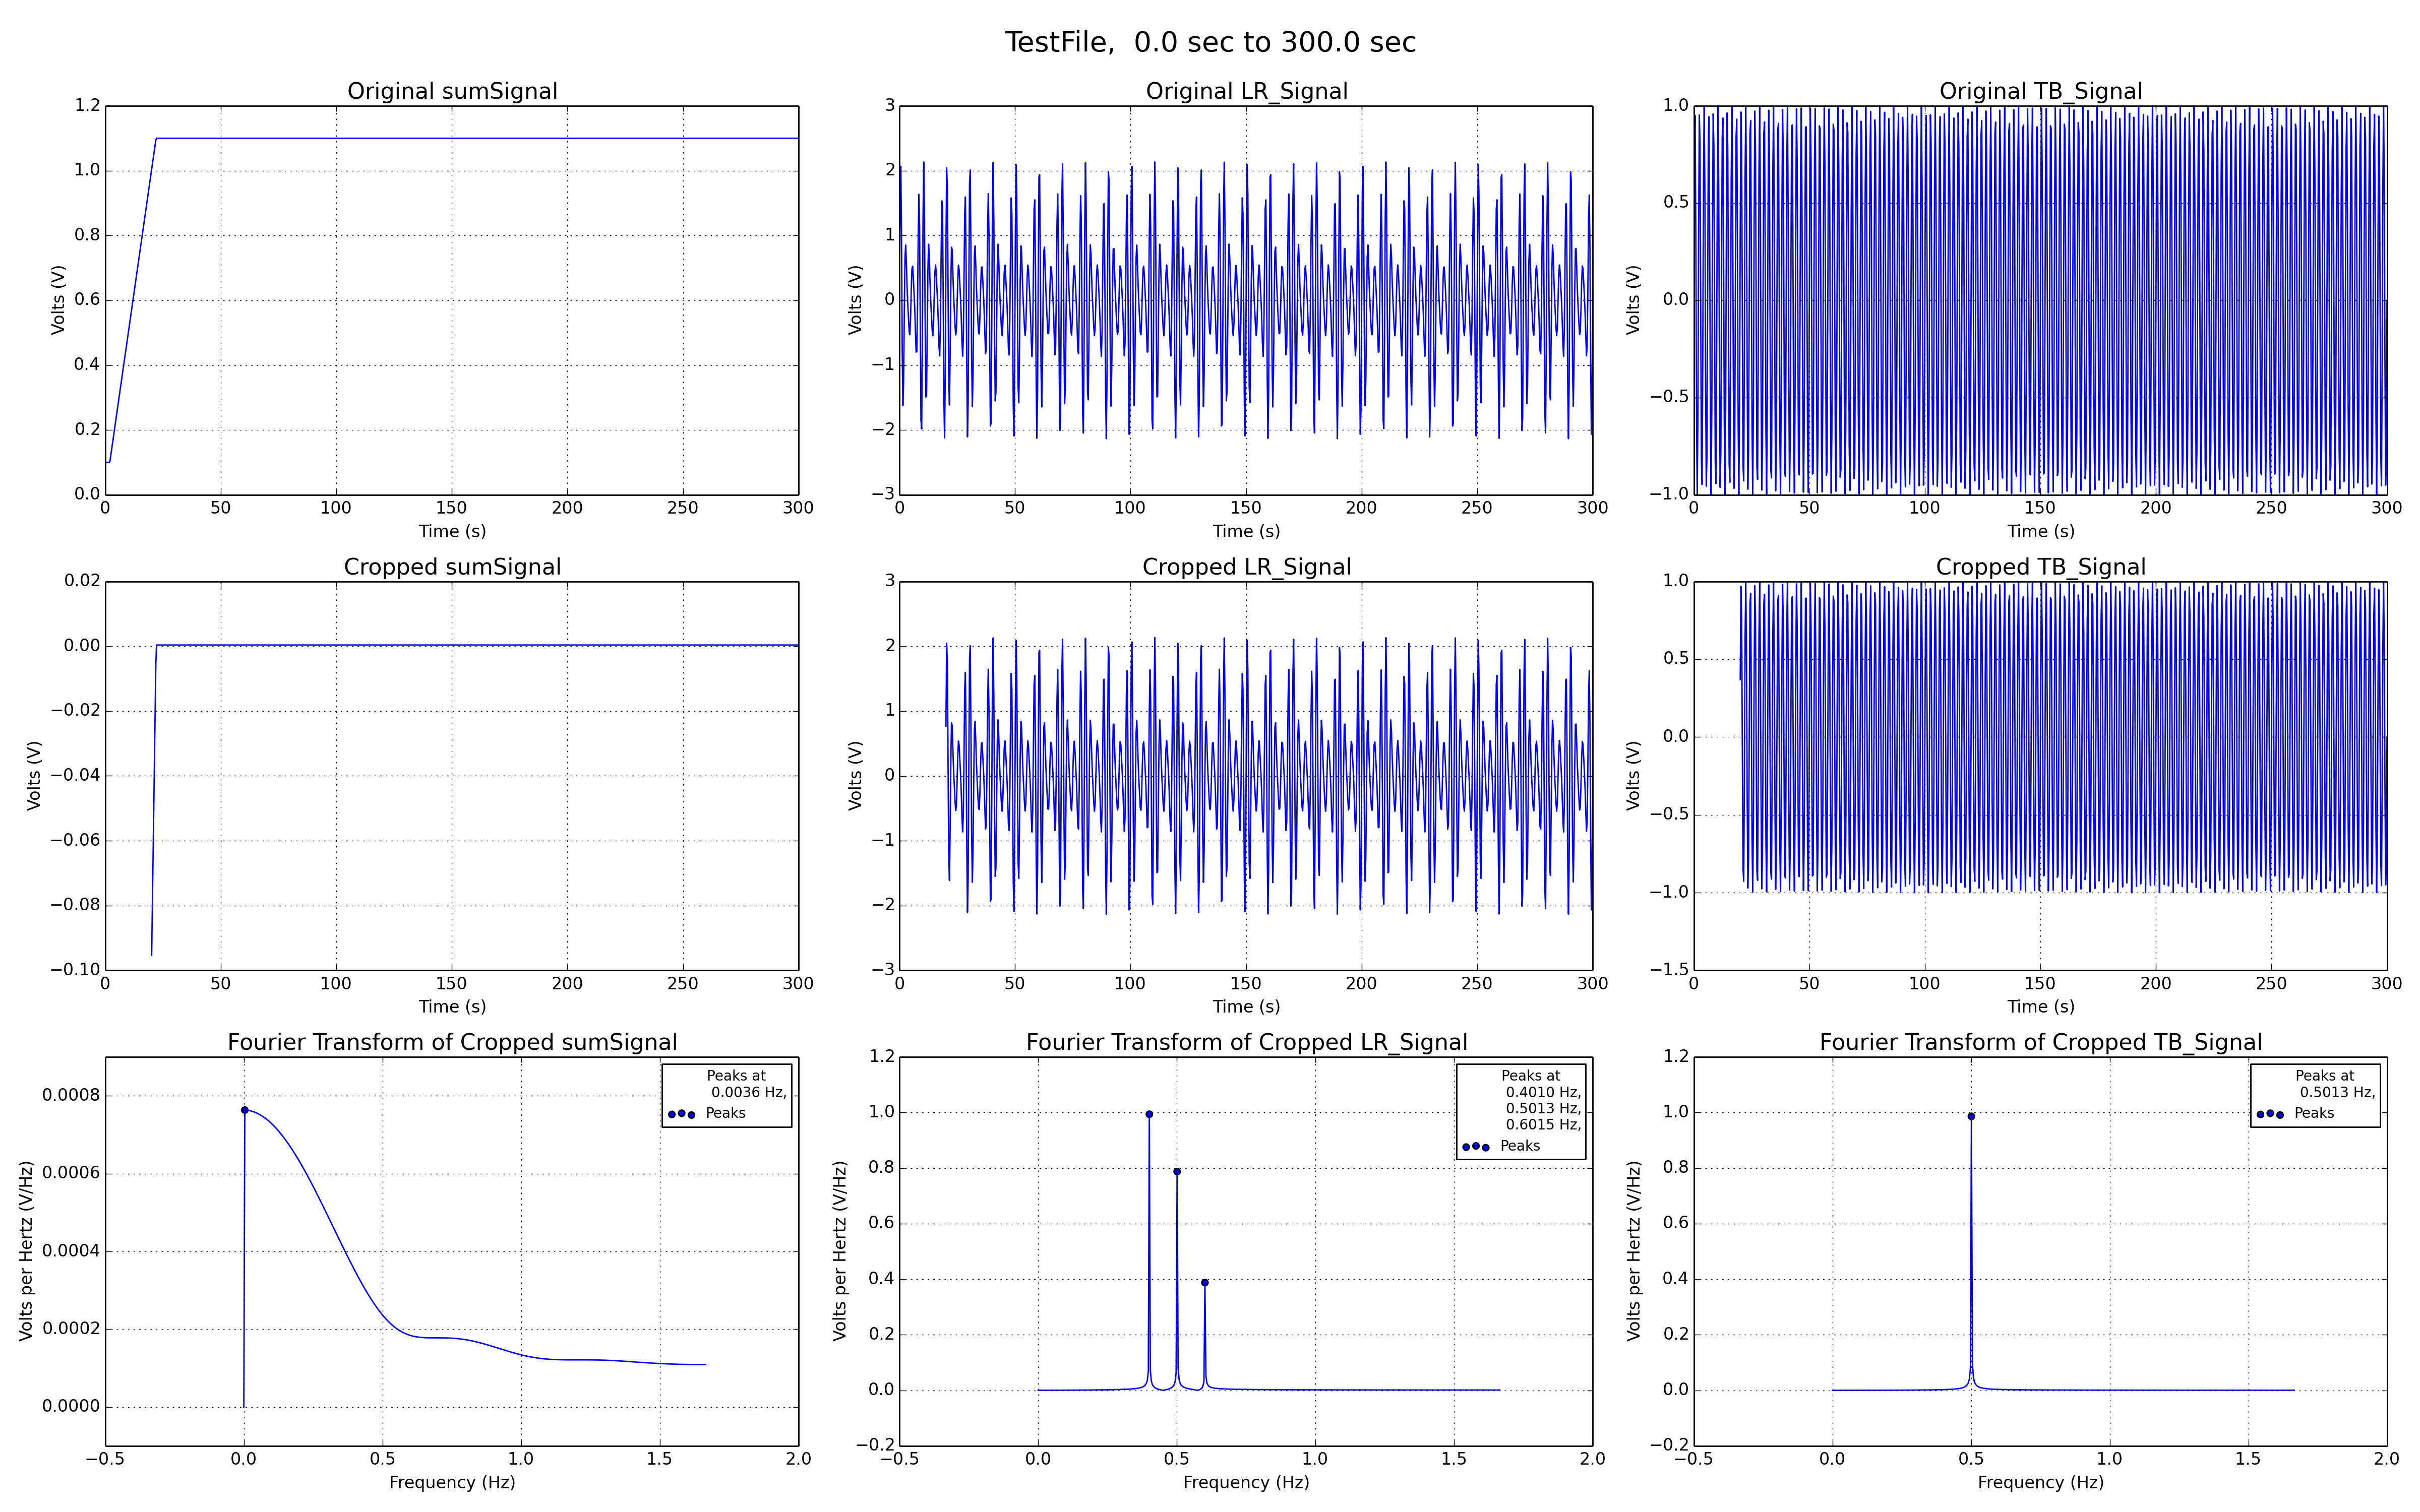 TestFile,  0.0 sec to 300.0 sec
Original sumSignal
1.2
1.0
0.8
0.6
0.4
0.2
0.0
Volts (V)
0 50 100 150 200 250 300
Time (s)
Original LR_Signal
3
2
1
0
−1
−2
−3
Volts (V)
0 50 100 150 200 250 300
Time (s)
Original TB_Signal
1.0
0.5
0.0
−0.5
−1.0
Volts (V)
0 50 100 150 200 250 300
Time (s)
Cropped sumSignal
0.02
0.00
−0.02
−0.04
−0.06
−0.08
−0.10
Volts (V)
0 50 100 150 200 250 300
Time (s)
Cropped LR_Signal
3
2
1
0
−1
−2
−3
Volts (V)
0 50 100 150 200 250 300
Time (s)
Cropped TB_Signal
1.0
0.5
0.0
−0.5
−1.0
−1.5
Volts (V)
0 50 100 150 200 250 300
Time (s)
Fourier Transform of Cropped sumSignal
0.0008
0.0006
0.0004
0.0002
0.0000
Volts per Hertz (V/Hz)
Peaks at
0.0036 Hz,
Peaks
−0.5 0.0 0.5 1.0 1.5 2.0
Frequency (Hz)
Fourier Transform of Cropped LR_Signal
1.2
1.0
0.8
0.6
0.4
0.2
0.0
−0.2
Volts per Hertz (V/Hz)
Peaks at
0.4010 Hz,
0.5013 Hz,
0.6015 Hz,
Peaks
−0.5 0.0 0.5 1.0 1.5 2.0
Frequency (Hz)
Fourier Transform of Cropped TB_Signal
1.2
1.0
0.8
0.6
0.4
0.2
0.0
−0.2
Volts per Hertz (V/Hz)
Peaks at
0.5013 Hz,
Peaks
−0.5 0.0 0.5 1.0 1.5 2.0
Frequency (Hz)